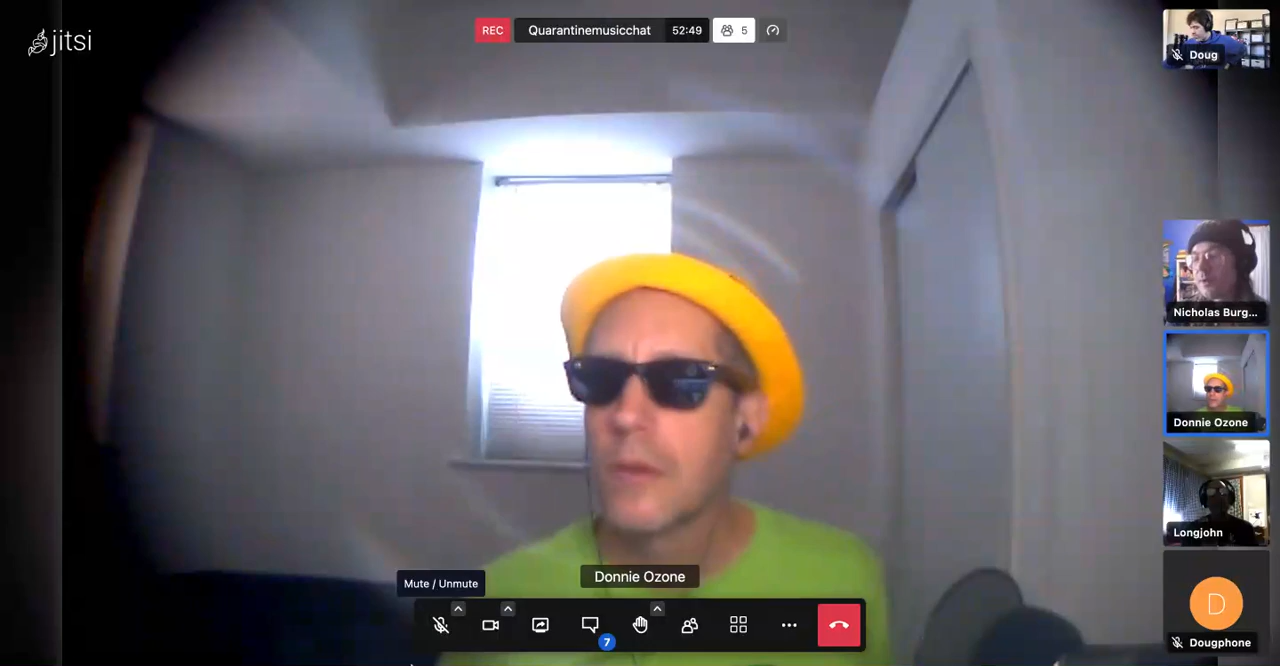 jitsi
REC
Quarantinemusicchat
52:49
5
Doug
Nicholas Burg...
Donnie Ozone
Longjohn
D
Dougphone
Donnie Ozone
Mute / Unmute
7